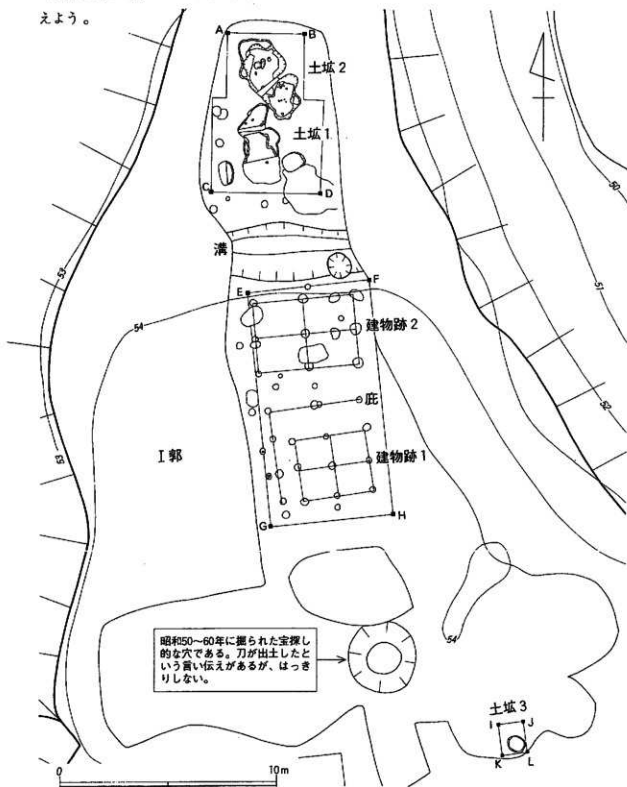 えよう。
A
B
土坑2
土坑1
C
D
溝
E
F
建物跡2
庇
建物跡1
I郭
G
H
昭和50〜60年に掘られた宝探し
的な穴である。刀が出土したと
いう言い伝えがあるが、はっき
りしない。
土坑3
I
J
K
L
53
54
53
50
51
52
54
0
10m